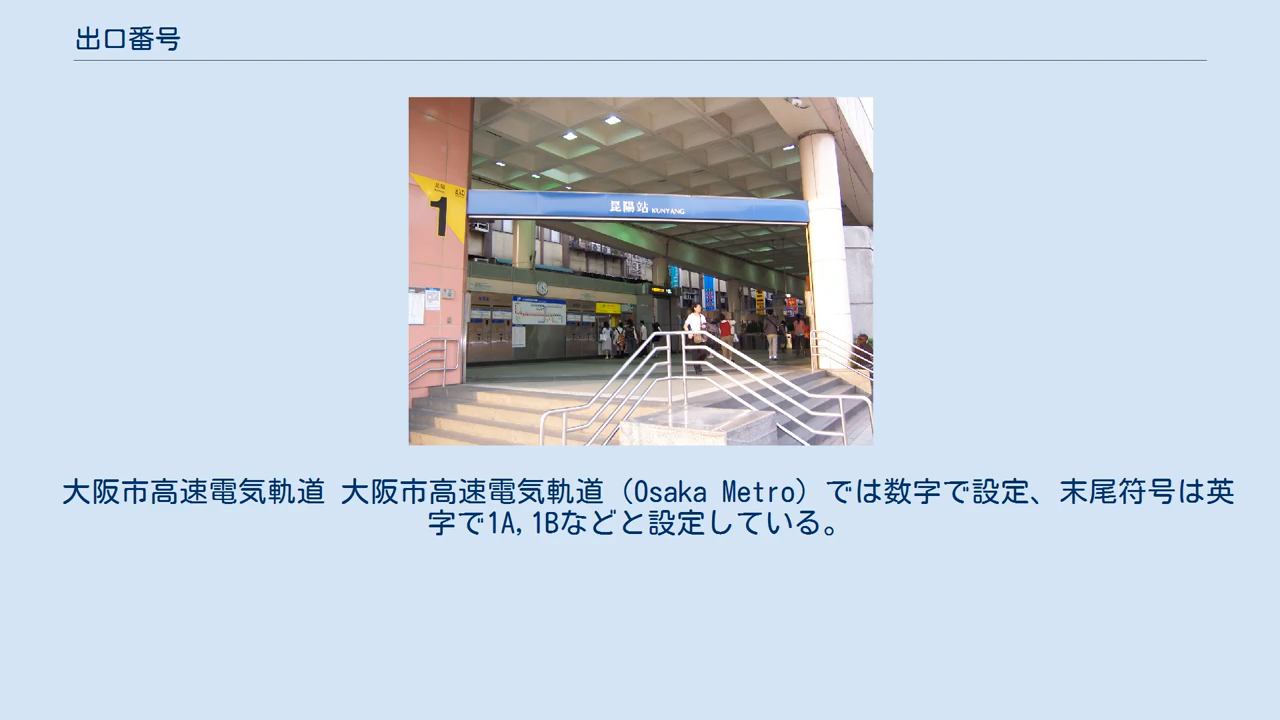 出口番号
1
昆陽站 KUNYANG
大阪市高速電気軌道 大阪市高速電気軌道（Osaka Metro）では数字で設定、末尾符号は英
字で1A,1Bなどと設定している。